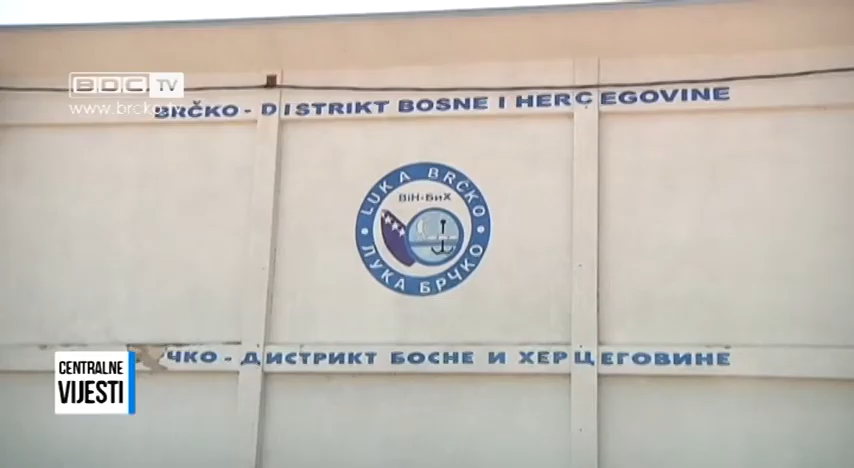 BDC TV
www.brcko.tv
BRČKO - DISTRIKT BOSNE I HERCEGOVINE
LUKA BRČKO
BiH-БиХ
ЛУКА БРЧКО
ЧКО - ДИСТРИКТ БОСНЕ И ХЕРЦЕГОВИНЕ
CENTRALNE
VIJESTI